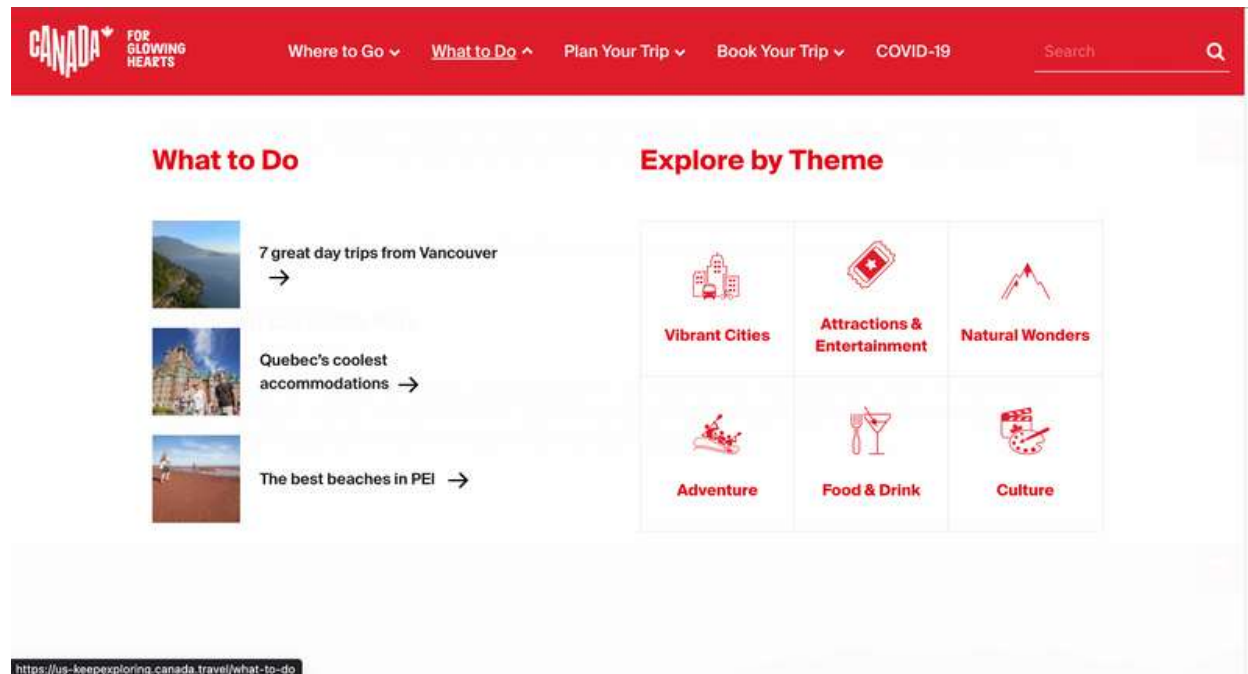 CANADA
FOR
GLOWING
HEARTS
Where to Go
What to Do
Plan Your Trip
Book Your Trip
COVID-19
Search
What to Do
7 great day trips from Vancouver
Quebec's coolest
accommodations
The best beaches in PEI
Explore by Theme
Vibrant Cities
Attractions &
Entertainment
Natural Wonders
Adventure
Food & Drink
Culture
https://us-keepexploring.canada.travel/what-to-do